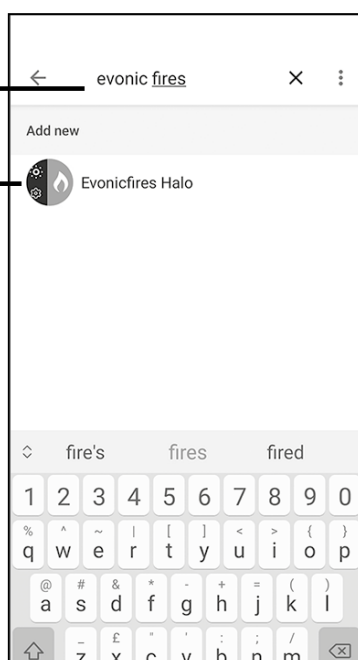 evonic fires
Add new
Evonicfires Halo
fire's fires fired
1 2 3 4 5 6 7 8 9 0
% ^ ~ | [ ] < > { }
q w e r t y u i o p
@ # & * - + = ( )
a s d f g h j k l
_ £ " ' : ; /
z x c v b n m